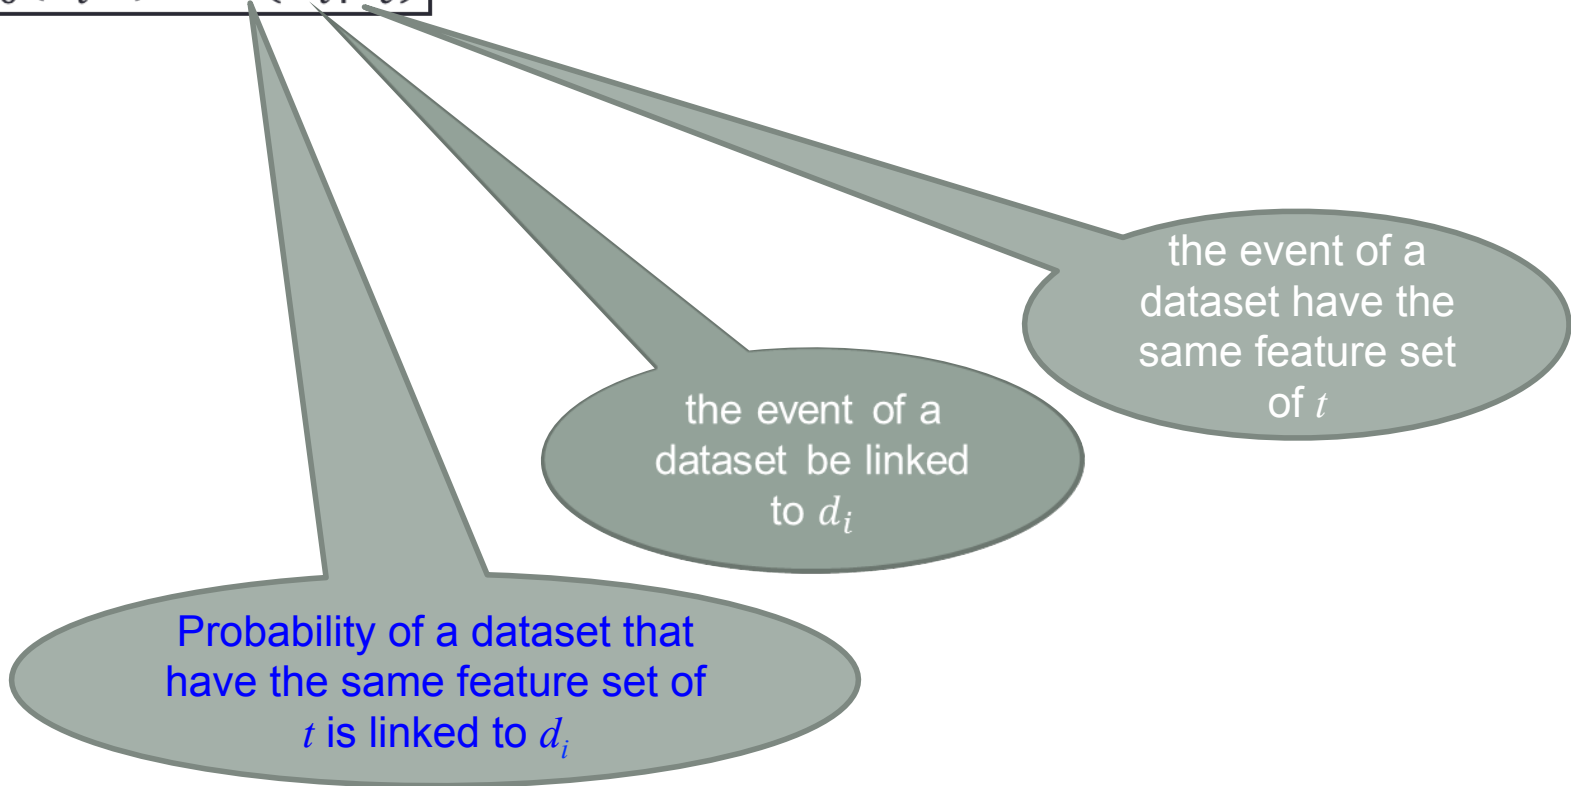 the event of a
dataset have the
same feature set
of t
the event of a
dataset be linked
to dᵢ
Probability of a dataset that
have the same feature set of
t is linked to dᵢ